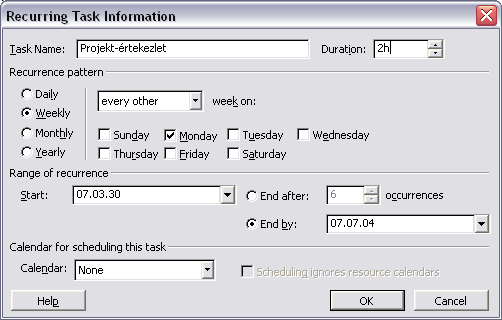 Recurring Task Information
Task Name: Projekt-értekezlet Duration: 2h
Recurrence pattern
Daily
Weekly
Monthly
Yearly
every other week on:
Sunday Monday Tuesday Wednesday
Thursday Friday Saturday
Range of recurrence
Start: 07.03.30 End after: 6 occurrences
End by: 07.07.04
Calendar for scheduling this task
Calendar: None Scheduling ignores resource calendars
Help OK Cancel